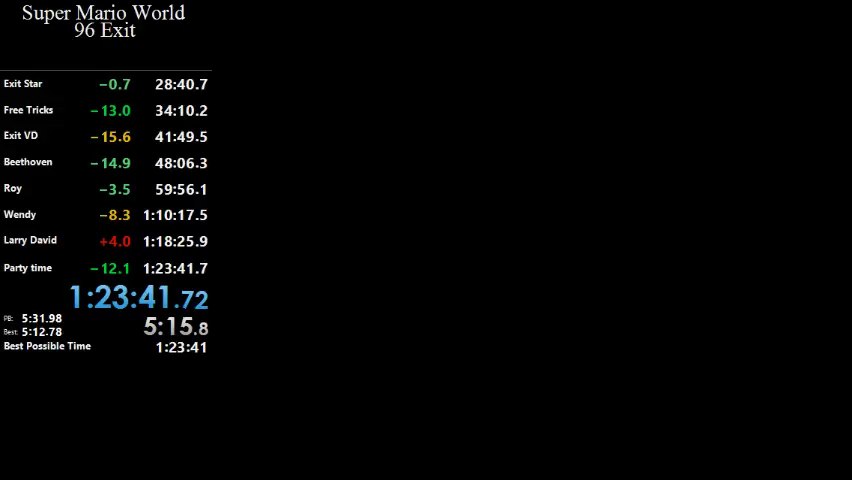 Super Mario World
96 Exit
Exit Star −0.7 28:40.7
Free Tricks −13.0 34:10.2
Exit VD −15.6 41:49.5
Beethoven −14.9 48:06.3
Roy −3.5 59:56.1
Wendy −8.3 1:10:17.5
Larry David +4.0 1:18:25.9
Party time −12.1 1:23:41.7
1:23:41.72
PB: 5:31.98 5:15.8
Best: 5:12.78
Best Possible Time 1:23:41